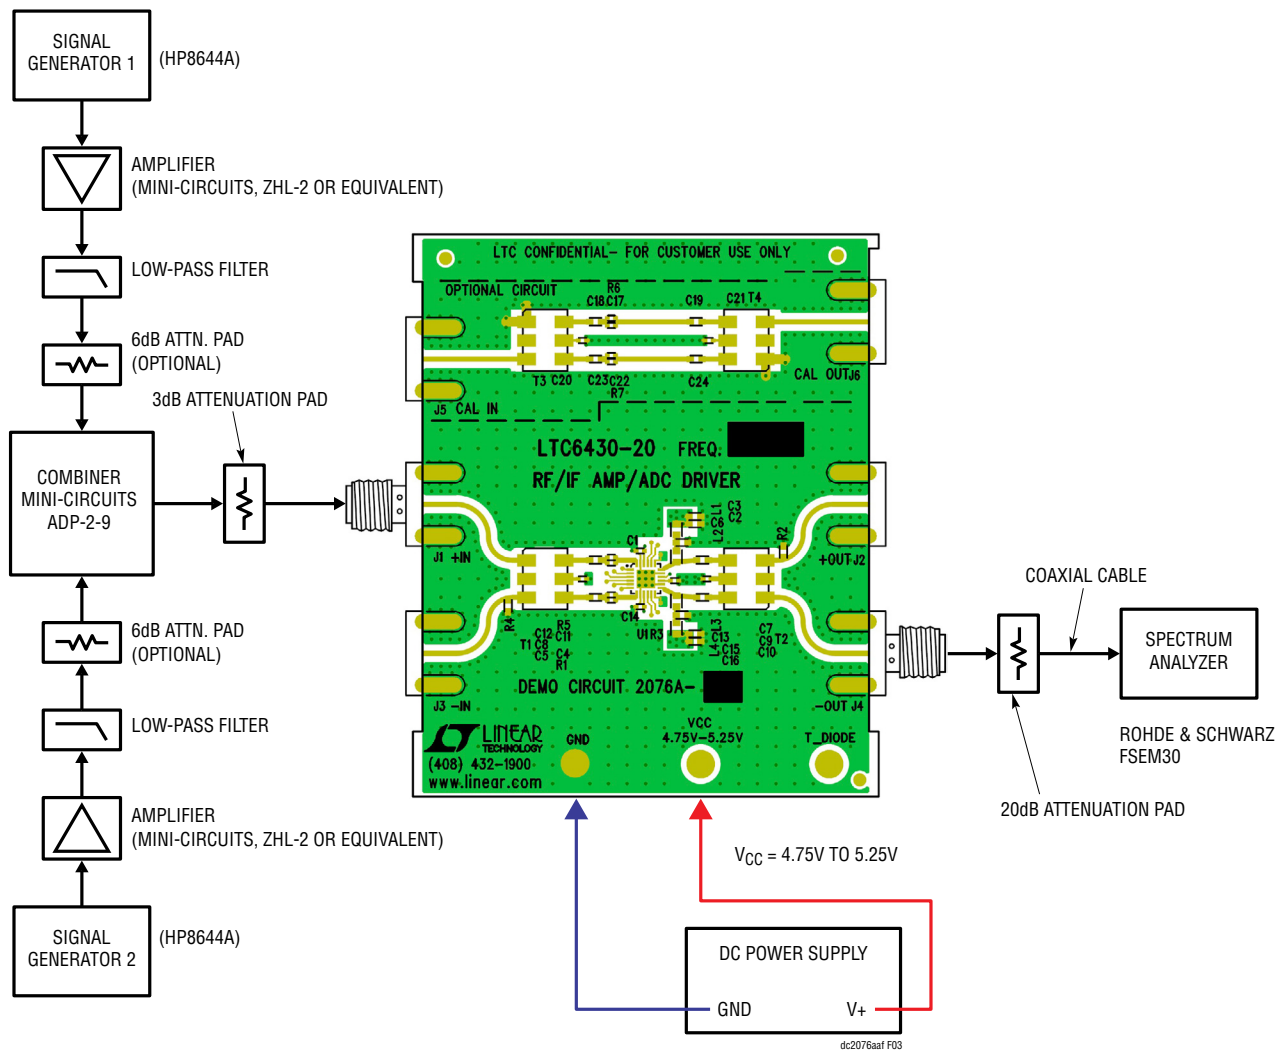 SIGNAL
GENERATOR 1
(HP8644A)
AMPLIFIER
(MINI-CIRCUITS, ZHL-2 OR EQUIVALENT)
LOW-PASS FILTER
6dB ATTN. PAD
(OPTIONAL)
3dB ATTENUATION PAD
COMBINER
MINI-CIRCUITS
ADP-2-9
6dB ATTN. PAD
(OPTIONAL)
LOW-PASS FILTER
AMPLIFIER
(MINI-CIRCUITS, ZHL-2 OR EQUIVALENT)
SIGNAL
GENERATOR 2
(HP8644A)
LTC CONFIDENTIAL- FOR CUSTOMER USE ONLY
OPTIONAL CIRCUIT
R6
C18 C17
C19
C21 T4
T3 C20
C23 C22
R7
C24
CAL OUT J6
J5 CAL IN
LTC6430-20 FREQ.
RF/IF AMP/ADC DRIVER
L1
C3
C6
C2
L2
R2
C1
J1 +IN
+OUT J2
R4
C14
U1 R3
R5
C12
C11
T1 C8
C5
C4
R1
L3
C13
L4
C15
C16
C7
C9 T2
C10
DEMO CIRCUIT 2076A-
J3 -IN
-OUT J4
LINEAR
TECHNOLOGY
(408) 432-1900
www.linear.com
GND
VCC
4.75V-5.25V
T_DIODE
COAXIAL CABLE
SPECTRUM
ANALYZER
ROHDE & SCHWARZ
FSEM30
20dB ATTENUATION PAD
VCC = 4.75V TO 5.25V
DC POWER SUPPLY
GND
V+
dc2076aaf F03